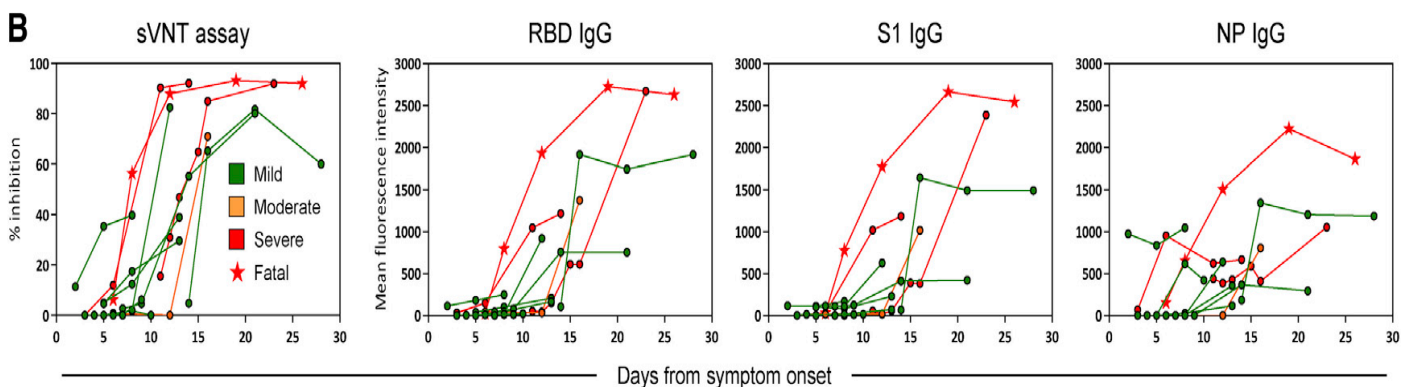 B
sVNT assay
RBD IgG
S1 IgG
NP IgG
% inhibition
100
80
60
40
20
0
0 5 10 15 20 25 30
Mild
Moderate
Severe
Fatal
Mean fluorescence intensity
3000
2500
2000
1500
1000
500
0
0 5 10 15 20 25 30
3000
2500
2000
1500
1000
500
0
0 5 10 15 20 25 30
3000
2500
2000
1500
1000
500
0
0 5 10 15 20 25 30
Days from symptom onset